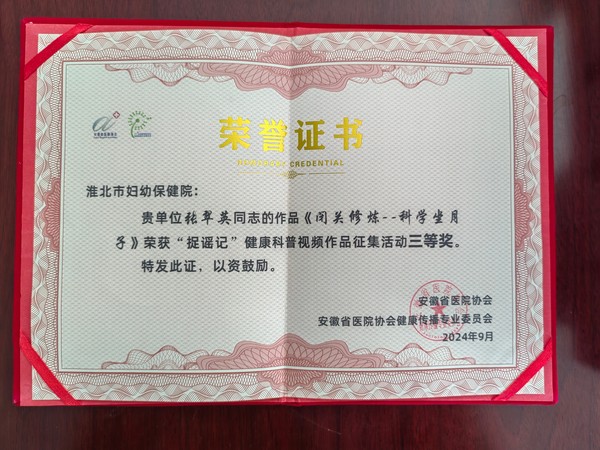 荣誉证书
HONORARY CREDENTIAL
淮北市妇幼保健院：
贵单位张翠英同志的作品《闭关修炼--科学坐月
子》荣获“捉谣记”健康科普视频作品征集活动三等奖。
特发此证，以资鼓励。
安徽省医院协会
安徽省医院协会健康传播专业委员会
2024年9月